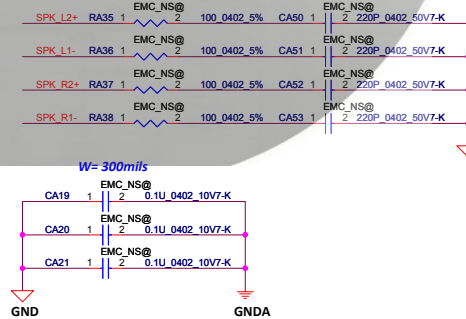 EMC_NS@ EMC_NS@
SPK_L2+ RA35 1 2 100_0402_5% CA50 1 2 220P_0402_50V7-K
EMC_NS@ EMC_NS@
SPK_L1- RA36 1 2 100_0402_5% CA51 1 2 220P_0402_50V7-K
EMC_NS@ EMC_NS@
SPK_R2+ RA37 1 2 100_0402_5% CA52 1 2 220P_0402_50V7-K
EMC_NS@ EMC_NS@
SPK_R1- RA38 1 2 100_0402_5% CA53 1 2 220P_0402_50V7-K
W= 300mils
EMC_NS@
CA19 1 2 0.1U_0402_10V7-K
EMC_NS@
CA20 1 2 0.1U_0402_10V7-K
EMC_NS@
CA21 1 2 0.1U_0402_10V7-K
GND GNDA